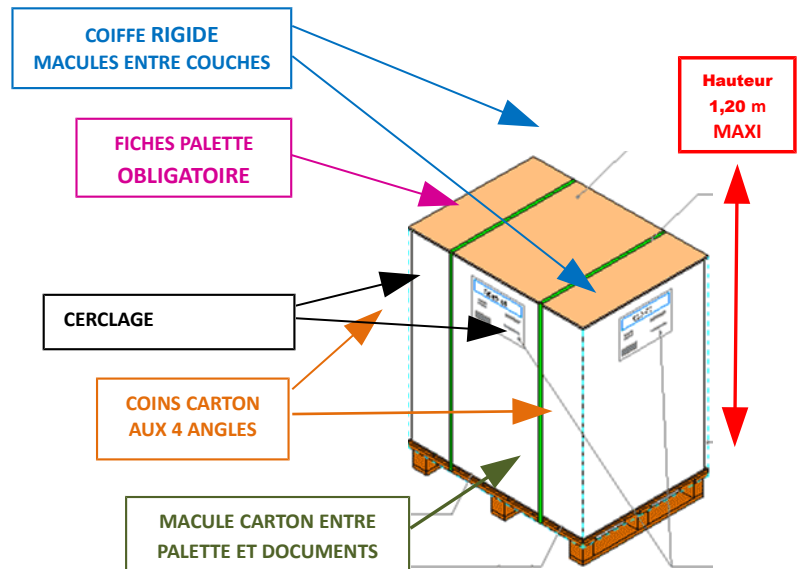 COIFFE RIGIDE
MACULES ENTRE COUCHES
Hauteur
1,20 m
MAXI
FICHES PALETTE
OBLIGATOIRE
CERCLAGE
COINS CARTON
AUX 4 ANGLES
MACULE CARTON ENTRE
PALETTE ET DOCUMENTS